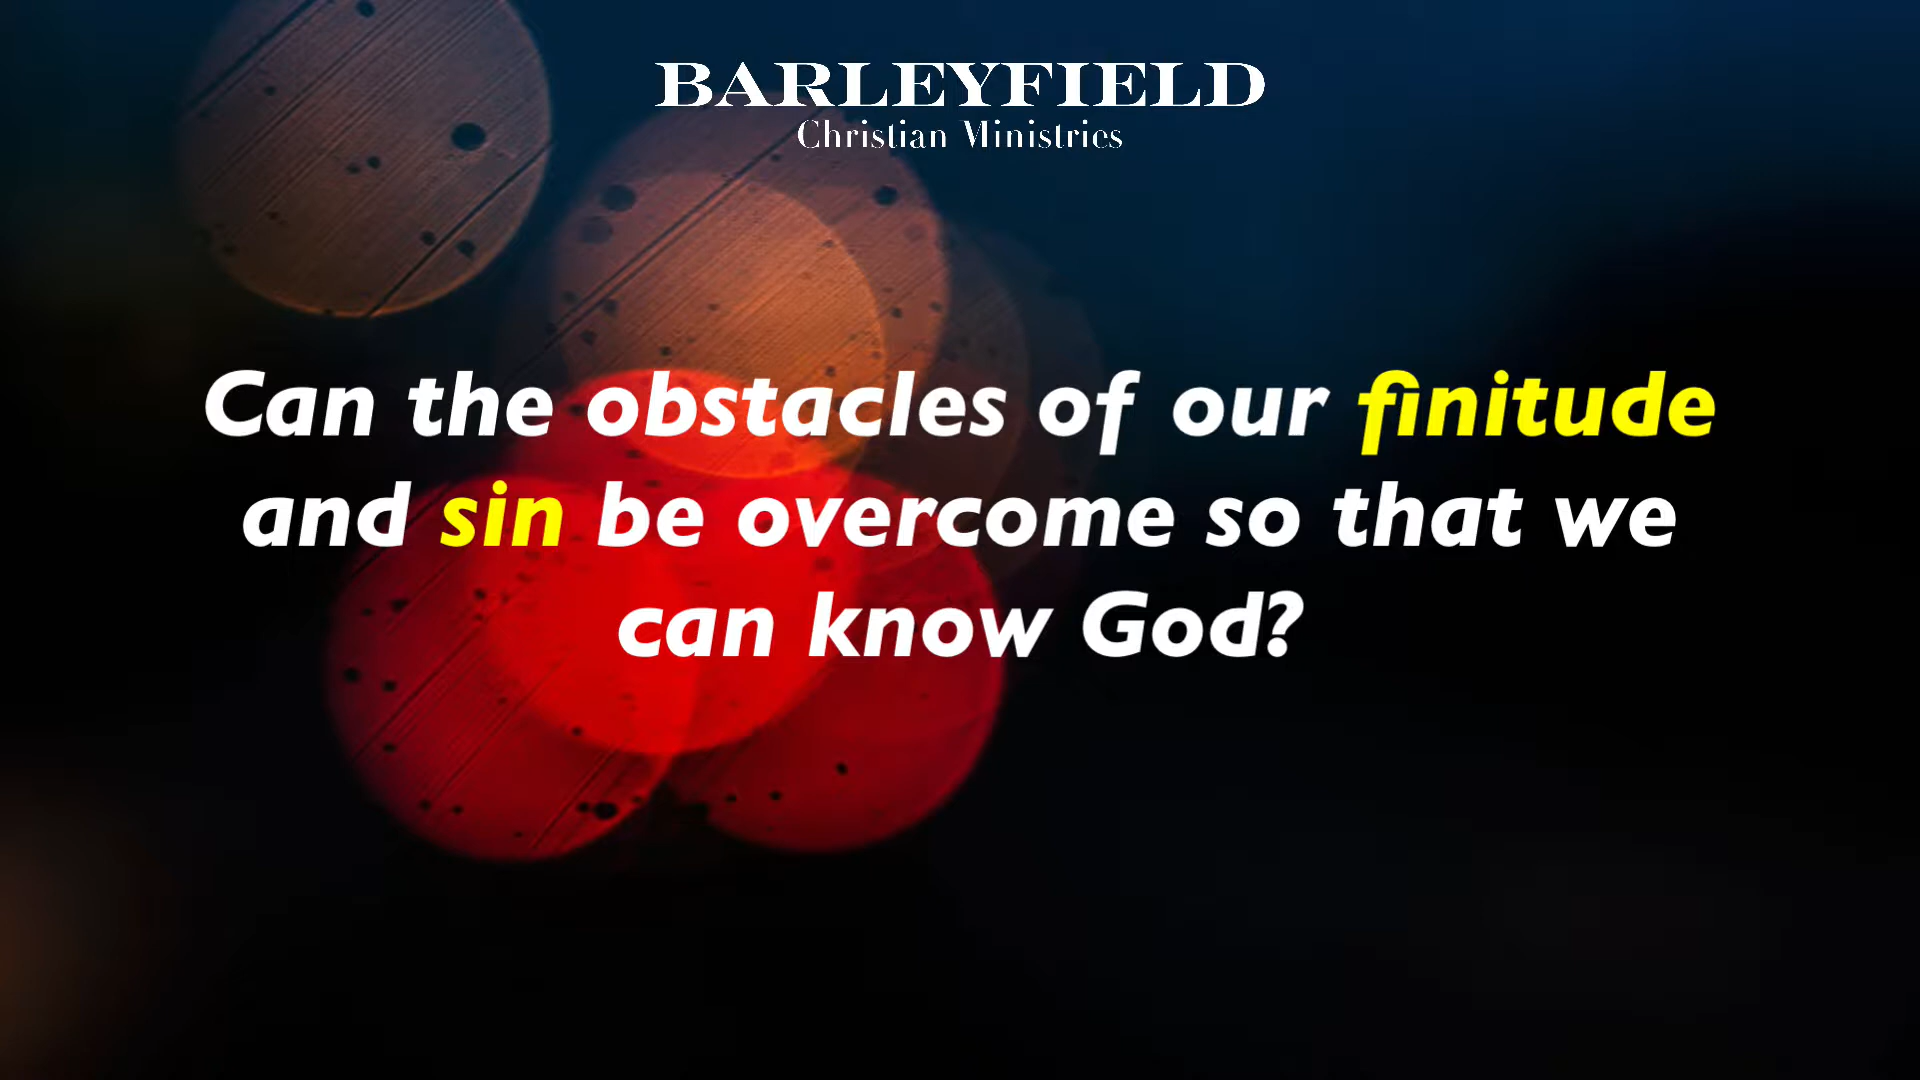 BARLEYFIELD
Christian Ministries
Can the obstacles of our finitude
and sin be overcome so that we
can know God?